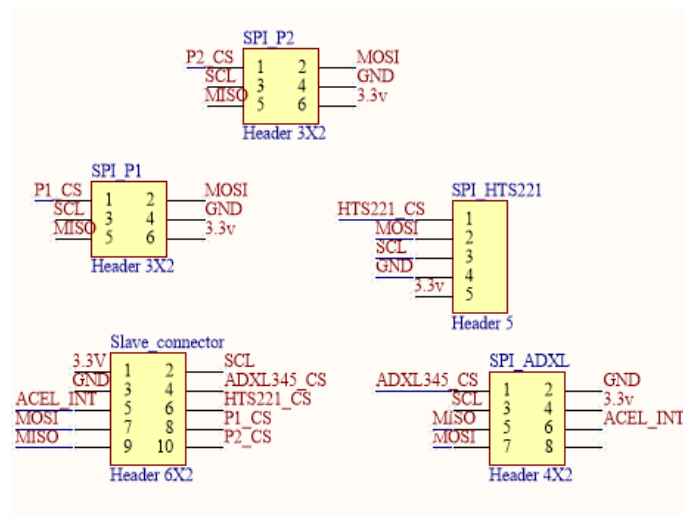 SPI_P2
P2_CS 1 2 MOSI
SCL 3 4 GND
MISO 5 6 3.3v
Header 3X2
SPI_P1
P1_CS 1 2 MOSI
SCL 3 4 GND
MISO 5 6 3.3v
Header 3X2
SPI_HTS221
HTS221_CS 1
MOSI 2
SCL 3
GND 4
3.3v 5
Header 5
Slave_connector
3.3V 1 2 SCL
GND 3 4 ADXL345_CS
ACEL_INT 5 6 HTS221_CS
MOSI 7 8 P1_CS
MISO 9 10 P2_CS
Header 6X2
SPI_ADXL
ADXL345_CS 1 2 GND
SCL 3 4 3.3v
MISO 5 6 ACEL_INT
MOSI 7 8
Header 4X2